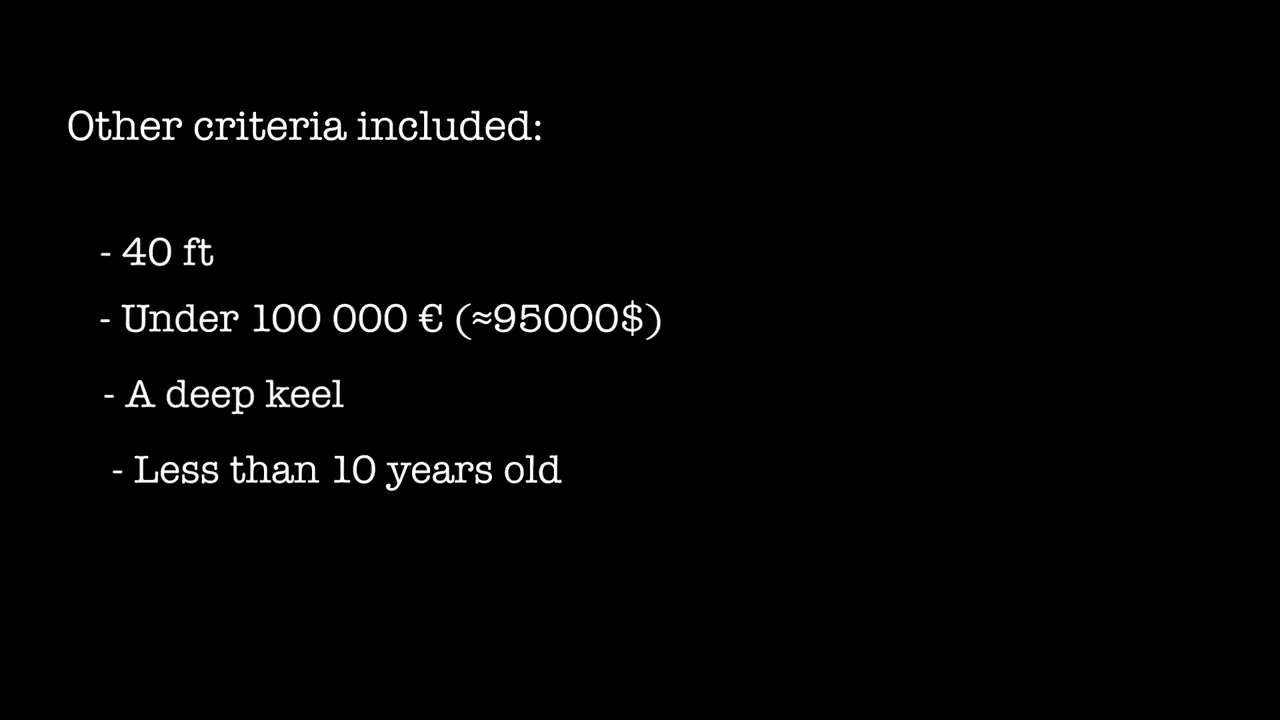 Other criteria included:
- 40 ft
- Under 100 000 € (≈95000$)
- A deep keel
- Less than 10 years old